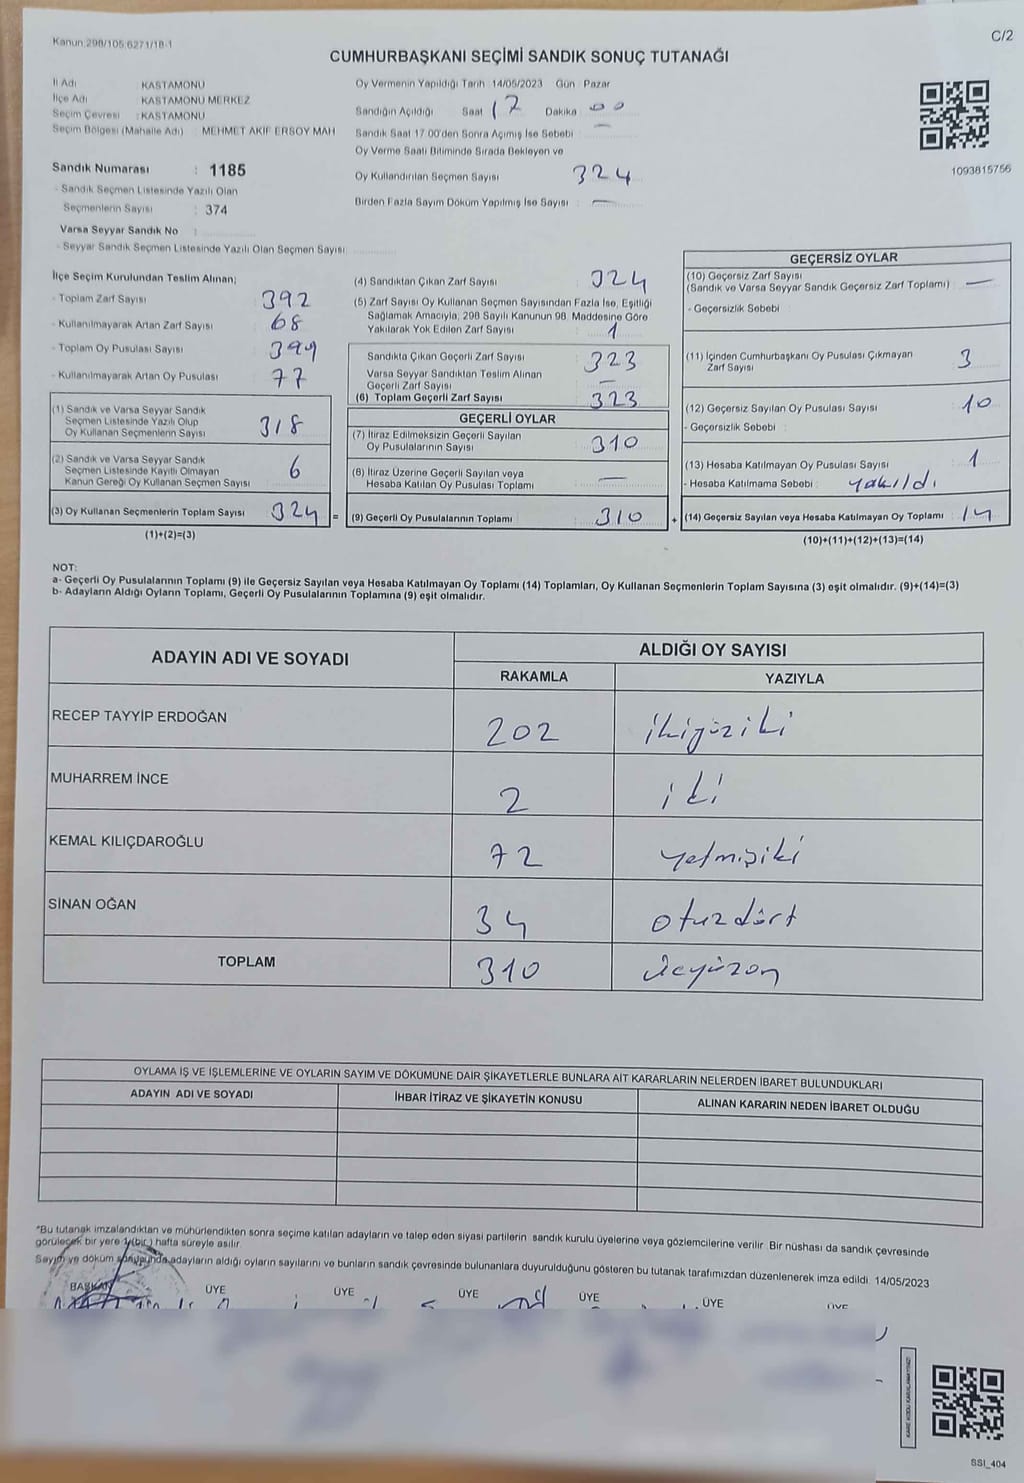 Kanun:298/105,6271/18-1
C/2
CUMHURBAŞKANI SEÇİMİ SANDIK SONUÇ TUTANAĞI
İl Adı : KASTAMONU
İlçe Adı KASTAMONU MERKEZ
Seçim Çevresi : KASTAMONU
Seçim Bölgesi (Mahalle Adı) : MEHMET AKİF ERSOY MAH
Oy Vermenin Yapıldığı Tarih :14/05/2023 Gün : Pazar
Sandığın Açıldığı Saat 17 Dakika 00
Sandık Saat 17:00'den Sonra Açımış İse Sebebi : —
Oy Verme Saati Bitiminde Sırada Bekleyen ve
Oy Kullandırılan Seçmen Sayısı 324
Birden Fazla Sayım Döküm Yapılmış İse Sayısı : —
1093815756
Sandık Numarası : 1185
- Sandık Seçmen Listesinde Yazılı Olan
Seçmenlerin Sayısı : 374
Varsa Seyyar Sandık No :
- Seyyar Sandık Seçmen Listesinde Yazılı Olan Seçmen Sayısı:
İlçe Seçim Kurulundan Teslim Alınan;
- Toplam Zarf Sayısı 392
- Kullanılmayarak Artan Zarf Sayısı 68
- Toplam Oy Pusulası Sayısı
- Kullanılmayarak Artan Oy Pusulası 77
(1) Sandık ve Varsa Seyyar Sandık
Seçmen Listesinde Yazılı Olup
Oy Kullanan Seçmenlerin Sayısı 318
(2) Sandık ve Varsa Seyyar Sandık
Seçmen Listesinde Kayıtlı Olmayan
Kanun Gereği Oy Kullanan Seçmen Sayısı 6
(3) Oy Kullanan Seçmenlerin Toplam Sayısı 324 =
(1)+(2)=(3)
(4) Sandıktan Çıkan Zarf Sayısı 324
(5) Zarf Sayısı Oy Kullanan Seçmen Sayısından Fazla İse, Eşitliği
Sağlamak Amacıyla, 298 Sayılı Kanunun 98. Maddesine Göre
Yakılarak Yok Edilen Zarf Sayısı : 1
Sandıkta Çıkan Geçerli Zarf Sayısı 323
Varsa Seyyar Sandıktan Teslim Alınan
Geçerli Zarf Sayısı : —
(6) Toplam Geçerli Zarf Sayısı 323
GEÇERLİ OYLAR
(7) İtiraz Edilmeksizin Geçerli Sayılan
Oy Pusulalarının Sayısı 310
(8) İtiraz Üzerine Geçerli Sayılan veya
Hesaba Katılan Oy Pusulası Toplamı —
(9) Geçerli Oy Pusulalarının Toplamı : 310 +
GEÇERSİZ OYLAR
(10) Geçersiz Zarf Sayısı
(Sandık ve Varsa Seyyar Sandık Geçersiz Zarf Toplamı) : —
- Geçersizlik Sebebi :
(11) İçinden Cumhurbaşkanı Oy Pusulası Çıkmayan
Zarf Sayısı 3
(12) Geçersiz Sayılan Oy Pusulası Sayısı 10
- Geçersizlik Sebebi :
(13) Hesaba Katılmayan Oy Pusulası Sayısı 1
- Hesaba Katılmama Sebebi : yakıldı
(14) Geçersiz Sayılan veya Hesaba Katılmayan Oy Toplamı : 14
(10)+(11)+(12)+(13)=(14)
NOT:
a- Geçerli Oy Pusulalarının Toplamı (9) ile Geçersiz Sayılan veya Hesaba Katılmayan Oy Toplamı (14) Toplamları, Oy Kullanan Seçmenlerin Toplam Sayısına (3) eşit olmalıdır. (9)+(14)=(3)
b- Adayların Aldığı Oyların Toplamı, Geçerli Oy Pusulalarının Toplamına (9) eşit olmalıdır.
ADAYIN ADI VE SOYADI
ALDIĞI OY SAYISI
RAKAMLA YAZIYLA
RECEP TAYYİP ERDOĞAN 202 ikiyüziki
MUHARREM İNCE 2 iki
KEMAL KILIÇDAROĞLU 72 yetmişiki
SİNAN OĞAN 34 otuzdört
TOPLAM 310 üçyüzon
OYLAMA İŞ VE İŞLEMLERİNE VE OYLARIN SAYIM VE DÖKÜMÜNE DAİR ŞİKAYETLERLE BUNLARA AİT KARARLARIN NELERDEN İBARET BULUNDUKLARI
ADAYIN ADI VE SOYADI İHBAR İTİRAZ VE ŞİKAYETİN KONUSU ALINAN KARARIN NEDEN İBARET OLDUĞU
*Bu tutanak imzalandıktan ve mühürlendikten sonra seçime katılan adayların ve talep eden siyasi partilerin sandık kurulu üyelerine veya gözlemcilerine verilir. Bir nüshası da sandık çevresinde
görülecek bir yere 1 (bir ) hafta süreyle asılır.
Sayım ve döküm sonucunda adayların aldığı oyların sayılarını ve bunların sandık çevresinde bulunanlara duyurulduğunu gösteren bu tutanak tarafımızdan düzenlenerek imza edildi. 14/05/2023
BAŞKAN ÜYE ÜYE ÜYE ÜYE ÜYE ÜYE
KARE KODU KARALAMAYINIZ!
SSI_404